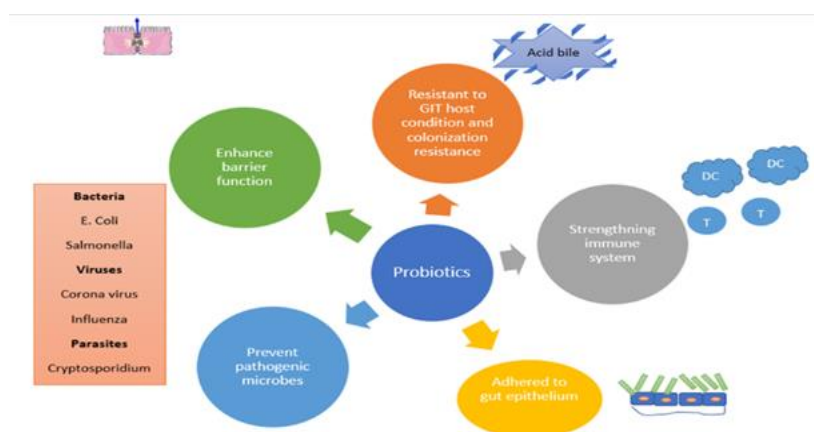 Acid bile
Resistant to
GIT host
condition and
colonization
resistance
Enhance
barrier
function
DC
DC
T
T
Strengthning
immune
system
Probiotics
Bacteria
E. Coli
Salmonella
Viruses
Corona virus
Influenza
Parasites
Cryptosporidium
Prevent
pathogenic
microbes
Adhered to
gut epithelium